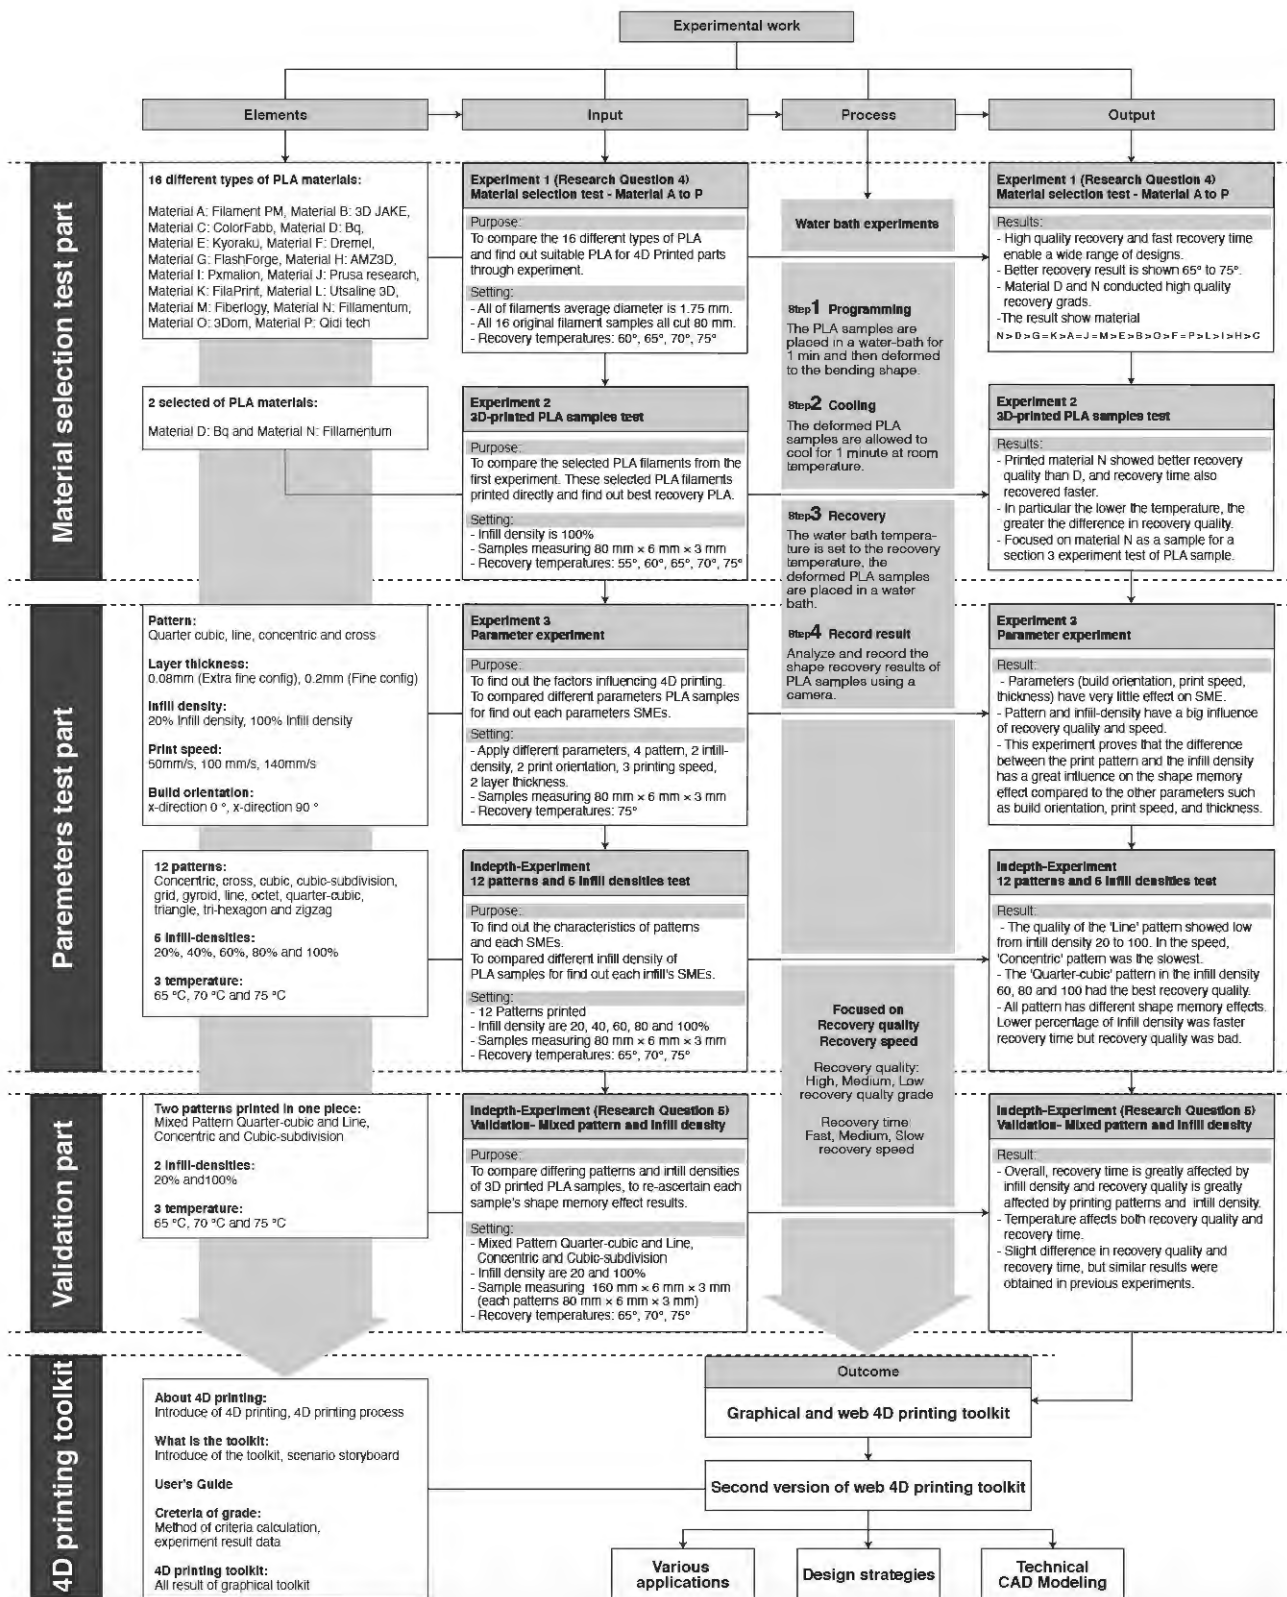 Experimental work
Elements
Input
Process
Output
Material selection test part
16 different types of PLA materials:
Material A: Filament PM, Material B: 3D JAKE,
Material C: ColorFabb, Material D: Bq,
Material E: Kyoraku, Material F: Dremel,
Material G: FlashForge, Material H: AMZ3D,
Material I: Pxmalion, Material J: Prusa research,
Material K: FilaPrint, Material L: Utsaline 3D,
Material M: Fiberlogy, Material N: Fillamentum,
Material O: 3Dom, Material P: Qidi tech
Experiment 1 (Research Question 4)
Material selection test - Material A to P
Purpose:
To compare the 16 different types of PLA
and find out suitable PLA for 4D Printed parts
through experiment.
Setting:
- All of filaments average diameter is 1.75 mm.
- All 16 original filament samples all cut 80 mm.
- Recovery temperatures: 60°, 65°, 70°, 75°
Water bath experiments
Step1 Programming
The PLA samples are
placed in a water-bath for
1 min and then deformed
to the bending shape.
Step2 Cooling
The deformed PLA
samples are allowed to
cool for 1 minute at room
temperature.
Step3 Recovery
The water bath tempera-
ture is set to the recovery
temperature, the
deformed PLA samples
are placed in a water
bath.
Step4 Record result
Analyze and record the
shape recovery results of
PLA samples using a
camera.
Experiment 1 (Research Question 4)
Material selection test - Material A to P
Results:
- High quality recovery and fast recovery time
enable a wide range of designs.
- Better recovery result is shown 65° to 75°.
- Material D and N conducted high quality
recovery grads.
-The result show material
N>D>G=K>A=J=M>E>B>O>F=P>L>I>H>C
2 selected of PLA materials:
Material D: Bq and Material N: Fillamentum
Experiment 2
3D-printed PLA samples test
Purpose:
To compare the selected PLA filaments from the
first experiment. These selected PLA filaments
printed directly and find out best recovery PLA.
Setting:
- Infill density is 100%
- Samples measuring 80 mm × 6 mm × 3 mm
- Recovery temperatures: 55°, 60°, 65°, 70°, 75°
Experiment 2
3D-printed PLA samples test
Results:
- Printed material N showed better recovery
quality than D, and recovery time also
recovered faster.
- In particular the lower the temperature, the
greater the difference in recovery quality.
- Focused on material N as a sample for a
section 3 experiment test of PLA sample.
Paremeters test part
Pattern:
Quarter cubic, line, concentric and cross
Layer thickness:
0.08mm (Extra fine config), 0.2mm (Fine config)
Infill density:
20% Infill density, 100% Infill density
Print speed:
50mm/s, 100 mm/s, 140mm/s
Build orientation:
x-direction 0 °, x-direction 90 °
Experiment 3
Parameter experiment
Purpose:
To find out the factors influencing 4D printing.
To compared different parameters PLA samples
for find out each parameters SMEs.
Setting:
- Apply different parameters, 4 pattern, 2 infill-
density, 2 print orientation, 3 printing speed,
2 layer thickness.
- Samples measuring 80 mm × 6 mm × 3 mm
- Recovery temperatures: 75°
Experiment 3
Parameter experiment
Result:
- Parameters (build orientation, print speed,
thickness) have very little effect on SME.
- Pattern and infill-density have a big influence
of recovery quality and speed.
- This experiment proves that the difference
between the print pattern and the infill density
has a great influence on the shape memory
effect compared to the other parameters such
as build orientation, print speed, and thickness.
12 patterns:
Concentric, cross, cubic, cubic-subdivision,
grid, gyroid, line, octet, quarter-cubic,
triangle, tri-hexagon and zigzag
5 Infill-densities:
20%, 40%, 60%, 80% and 100%
3 temperature:
65 °C, 70 °C and 75 °C
Indepth-Experiment
12 patterns and 5 Infill densities test
Purpose:
To find out the characteristics of patterns
and each SMEs.
To compared different infill density of
PLA samples for find out each infill's SMEs.
Setting:
- 12 Patterns printed
- Infill density are 20, 40, 60, 80 and 100%
- Samples measuring 80 mm × 6 mm × 3 mm
- Recovery temperatures: 65°, 70°, 75°
Focused on
Recovery quality
Recovery speed
Recovery quality:
High, Medium, Low
recovery qualty grade
Recovery time:
Fast, Medium, Slow
recovery speed
Indepth-Experiment
12 patterns and 5 Infill densities test
Result:
- The quality of the 'Line' pattern showed low
from infill density 20 to 100. In the speed,
'Concentric' pattern was the slowest.
- The 'Quarter-cubic' pattern in the infill density
60, 80 and 100 had the best recovery quality.
- All pattern has different shape memory effects.
Lower percentage of Infill density was faster
recovery time but recovery quality was bad.
Validation part
Two patterns printed in one piece:
Mixed Pattern Quarter-cubic and Line,
Concentric and Cubic-subdivision
2 Infill-densities
20% and100%
3 temperature:
65 °C, 70 °C and 75 °C
Indepth-Experiment (Research Question 5)
Validation- Mixed pattern and Infill density
Purpose:
To compare differing patterns and infill densities
of 3D printed PLA samples, to re-ascertain each
sample's shape memory effect results.
Setting:
- Mixed Pattern Quarter-cubic and Line,
Concentric and Cubic-subdivision
- Infill density are 20 and 100%
- Sample measuring 160 mm × 6 mm × 3 mm
(each patterns 80 mm × 6 mm × 3 mm)
- Recovery temperatures: 65°, 70°, 75°
Indepth-Experiment (Research Question 5)
Validation- Mixed pattern and Infill density
Result:
- Overall, recovery time is greatly affected by
infill density and recovery quality is greatly
affected by printing patterns and infill density.
- Temperature affects both recovery quality and
recovery time.
- Slight difference in recovery quality and
recovery time, but similar results were
obtained in previous experiments.
4D printing toolkit
About 4D printing:
Introduce of 4D printing, 4D printing process
What is the toolkit:
Introduce of the toolkit, scenario storyboard
User's Guide
Creteria of grade:
Method of criteria calculation,
experiment result data
4D printing toolkit:
All result of graphical toolkit
Outcome
Graphical and web 4D printing toolkit
Second version of web 4D printing toolkit
Various
applications
Design strategies
Technical
CAD Modeling